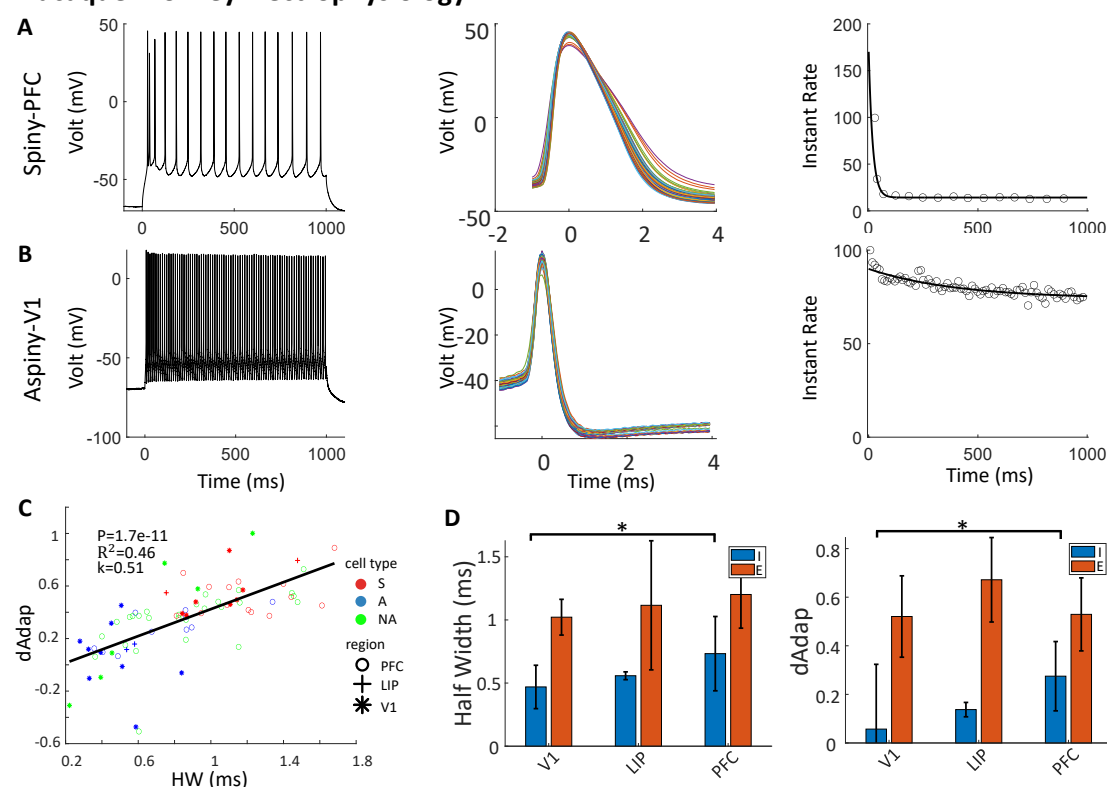 A
Spiny-PFC
Volt (mV)
50
0
-50
0
500
1000
Volt (mV)
50
0
50
-2
0
2
4
Instant Rate
200
150
100
50
0
0
500
1000
B
Aspiny-V1
Volt (mV)
0
-50
-100
0
500
1000
Time (ms)
Volt (mV)
0
-20
-40
0
2
4
Time (ms)
Instant Rate
100
50
0
0
500
1000
Time (ms)
C
P=1.7e-11
R²=0.46
k=0.51
dAdap
1
0.6
0.2
-0.2
-0.6
0.2
0.6
1
1.4
1.8
HW (ms)
cell type
S
A
NA
region
PFC
LIP
V1
D
*
Half Width (ms)
1.5
1
0.5
0
V1
LIP
PFC
I
E
*
dAdap
0.8
0.6
0.4
0.2
0
V1
LIP
PFC
I
E